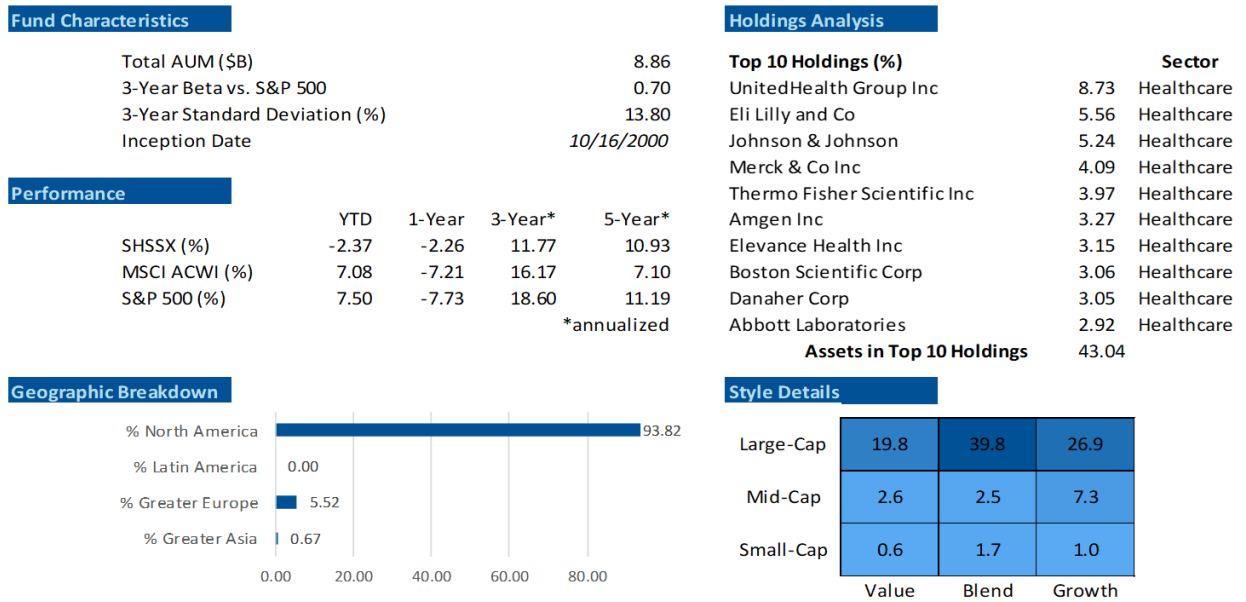 Fund Characteristics
Total AUM ($B) 8.86
3-Year Beta vs. S&P 500 0.70
3-Year Standard Deviation (%) 13.80
Inception Date 10/16/2000
Performance
YTD 1-Year 3-Year* 5-Year*
SHSSX (%) -2.37 -2.26 11.77 10.93
MSCI ACWI (%) 7.08 -7.21 16.17 7.10
S&P 500 (%) 7.50 -7.73 18.60 11.19
*annualized
Geographic Breakdown
% North America 93.82
% Latin America 0.00
% Greater Europe 5.52
% Greater Asia 0.67
0.00 20.00 40.00 60.00 80.00
Holdings Analysis
Top 10 Holdings (%) Sector
UnitedHealth Group Inc 8.73 Healthcare
Eli Lilly and Co 5.56 Healthcare
Johnson & Johnson 5.24 Healthcare
Merck & Co Inc 4.09 Healthcare
Thermo Fisher Scientific Inc 3.97 Healthcare
Amgen Inc 3.27 Healthcare
Elevance Health Inc 3.15 Healthcare
Boston Scientific Corp 3.06 Healthcare
Danaher Corp 3.05 Healthcare
Abbott Laboratories 2.92 Healthcare
Assets in Top 10 Holdings 43.04
Style Details
Large-Cap 19.8 39.8 26.9
Mid-Cap 2.6 2.5 7.3
Small-Cap 0.6 1.7 1.0
Value Blend Growth